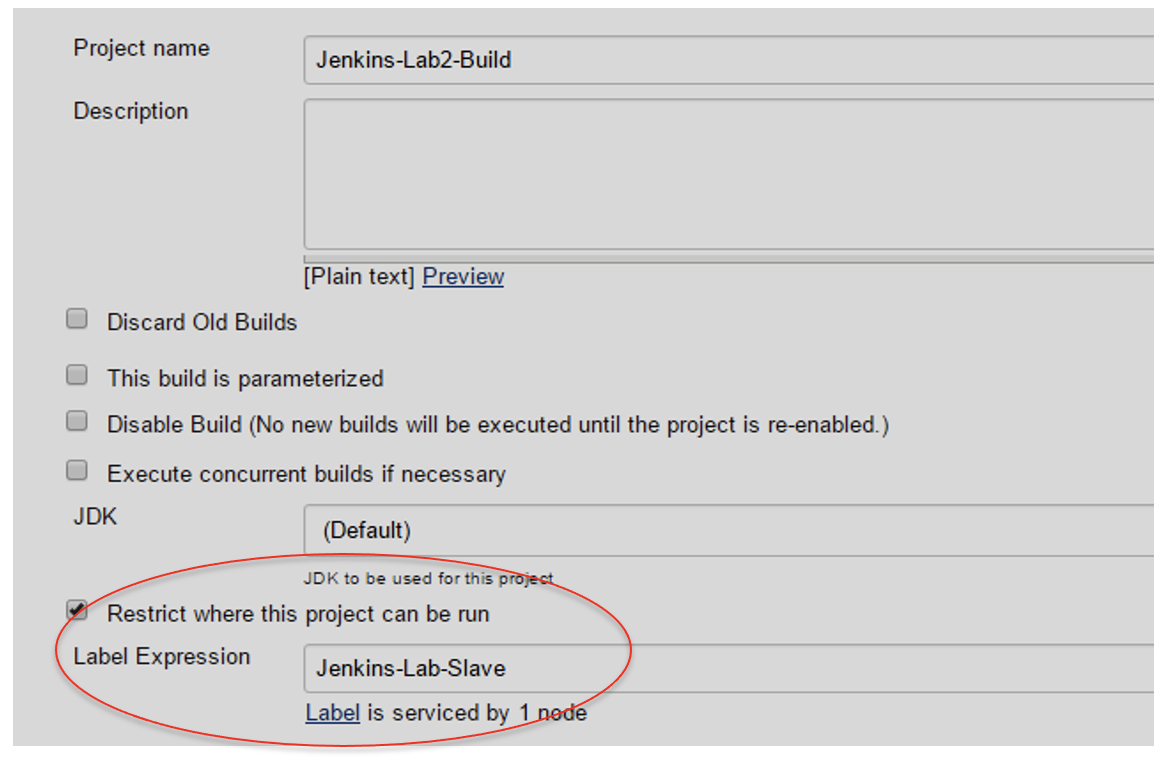 Project name
Jenkins-Lab2-Build
Description
[Plain text] Preview
Discard Old Builds
This build is parameterized
Disable Build (No new builds will be executed until the project is re-enabled.)
Execute concurrent builds if necessary
JDK
(Default)
JDK to be used for this project
Restrict where this project can be run
Label Expression
Jenkins-Lab-Slave
Label is serviced by 1 node